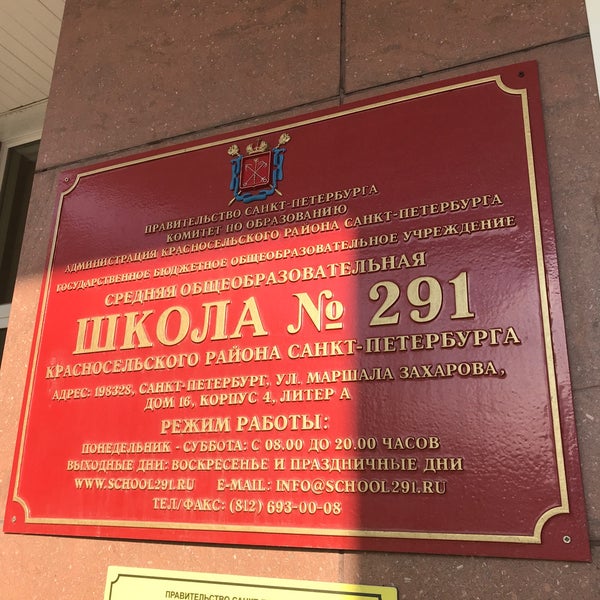 ПРАВИТЕЛЬСТВО САНКТ-ПЕТЕРБУРГА
КОМИТЕТ ПО ОБРАЗОВАНИЮ
АДМИНИСТРАЦИЯ КРАСНОСЕЛЬСКОГО РАЙОНА САНКТ-ПЕТЕРБУРГА
ГОСУДАРСТВЕННОЕ БЮДЖЕТНОЕ ОБЩЕОБРАЗОВАТЕЛЬНОЕ УЧРЕЖДЕНИЕ
СРЕДНЯЯ ОБЩЕОБРАЗОВАТЕЛЬНАЯ
ШКОЛА № 291
КРАСНОСЕЛЬСКОГО РАЙОНА САНКТ-ПЕТЕРБУРГА
АДРЕС: 198328, САНКТ-ПЕТЕРБУРГ, УЛ. МАРШАЛА ЗАХАРОВА,
ДОМ 16, КОРПУС 4, ЛИТЕР А
РЕЖИМ РАБОТЫ:
ПОНЕДЕЛЬНИК - СУББОТА: С 08.00 ДО 20.00 ЧАСОВ
ВЫХОДНЫЕ ДНИ: ВОСКРЕСЕНЬЕ И ПРАЗДНИЧНЫЕ ДНИ
WWW.SCHOOL291.RU E-MAIL: INFO@SCHOOL291.RU
ТЕЛ/ФАКС: (812) 693-00-08
ПРАВИТЕЛЬСТВО